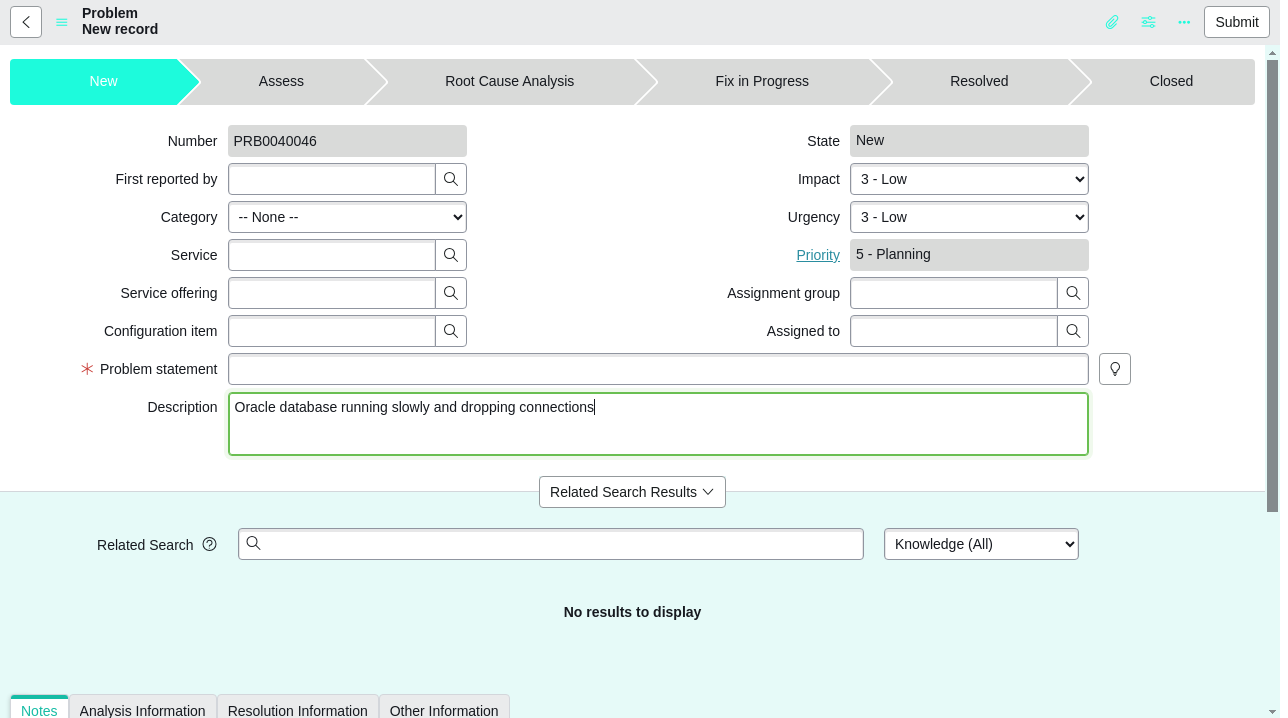 Problem
New record
Submit
New
Assess
Root Cause Analysis
Fix in Progress
Resolved
Closed
Number
PRB0040046
State
New
First reported by
Impact
3 - Low
Category
-- None --
Urgency
3 - Low
Service
Priority
5 - Planning
Service offering
Assignment group
Configuration item
Assigned to
Problem statement
Description
Oracle database running slowly and dropping connections
Related Search Results
Related Search
Knowledge (All)
No results to display
Notes
Analysis Information
Resolution Information
Other Information